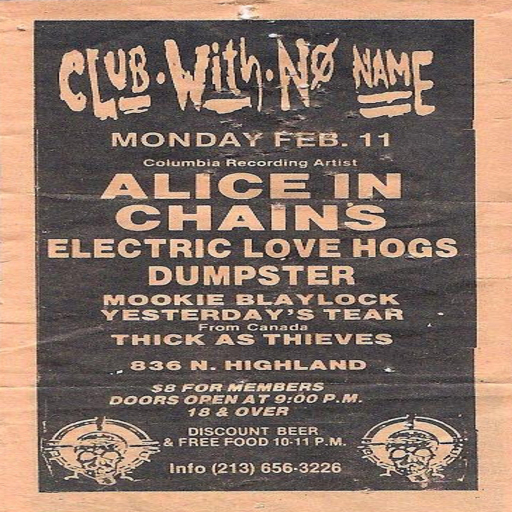 CLUB • With • NØ NAME
MONDAY FEB. 11
Columbia Recording Artist
ALICE IN
CHAINS
ELECTRIC LOVE HOGS
DUMPSTER
MOOKIE BLAYLOCK
YESTERDAY'S TEAR
From Canada
THICK AS THIEVES
836 N. HIGHLAND
$8 FOR MEMBERS
DOORS OPEN AT 9:00 P.M.
18 & OVER
DISCOUNT BEER
& FREE FOOD 10-11 P.M.
Info (213) 656-3226